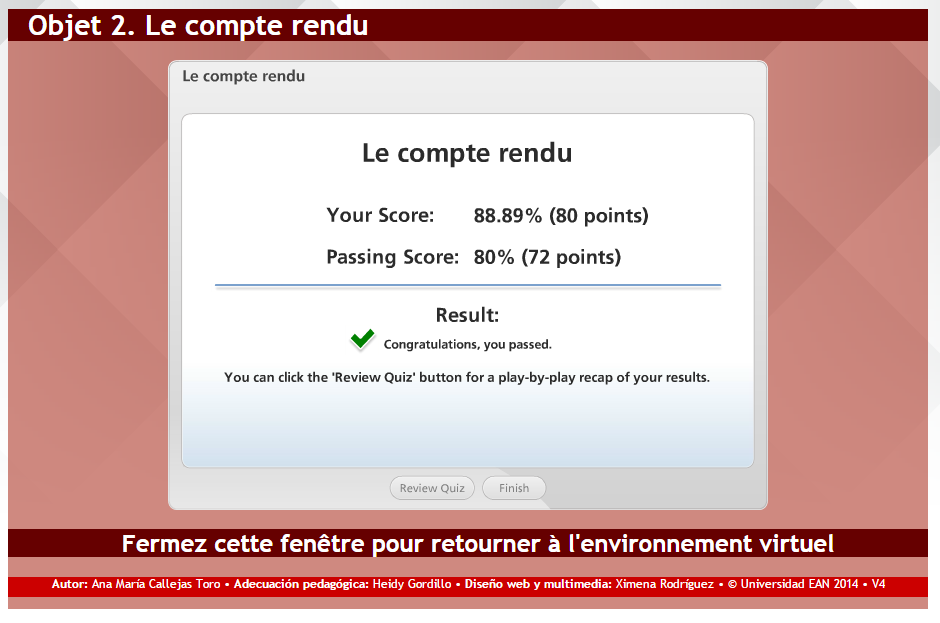 Objet 2. Le compte rendu
Le compte rendu
Le compte rendu
Your Score: 88.89% (80 points)
Passing Score: 80% (72 points)
Result:
Congratulations, you passed.
You can click the 'Review Quiz' button for a play-by-play recap of your results.
Review Quiz Finish
Fermez cette fenêtre pour retourner à l'environnement virtuel
Autor: Ana María Callejas Toro • Adecuación pedagógica: Heidy Gordillo • Diseño web y multimedia: Ximena Rodríguez • © Universidad EAN 2014 • V4